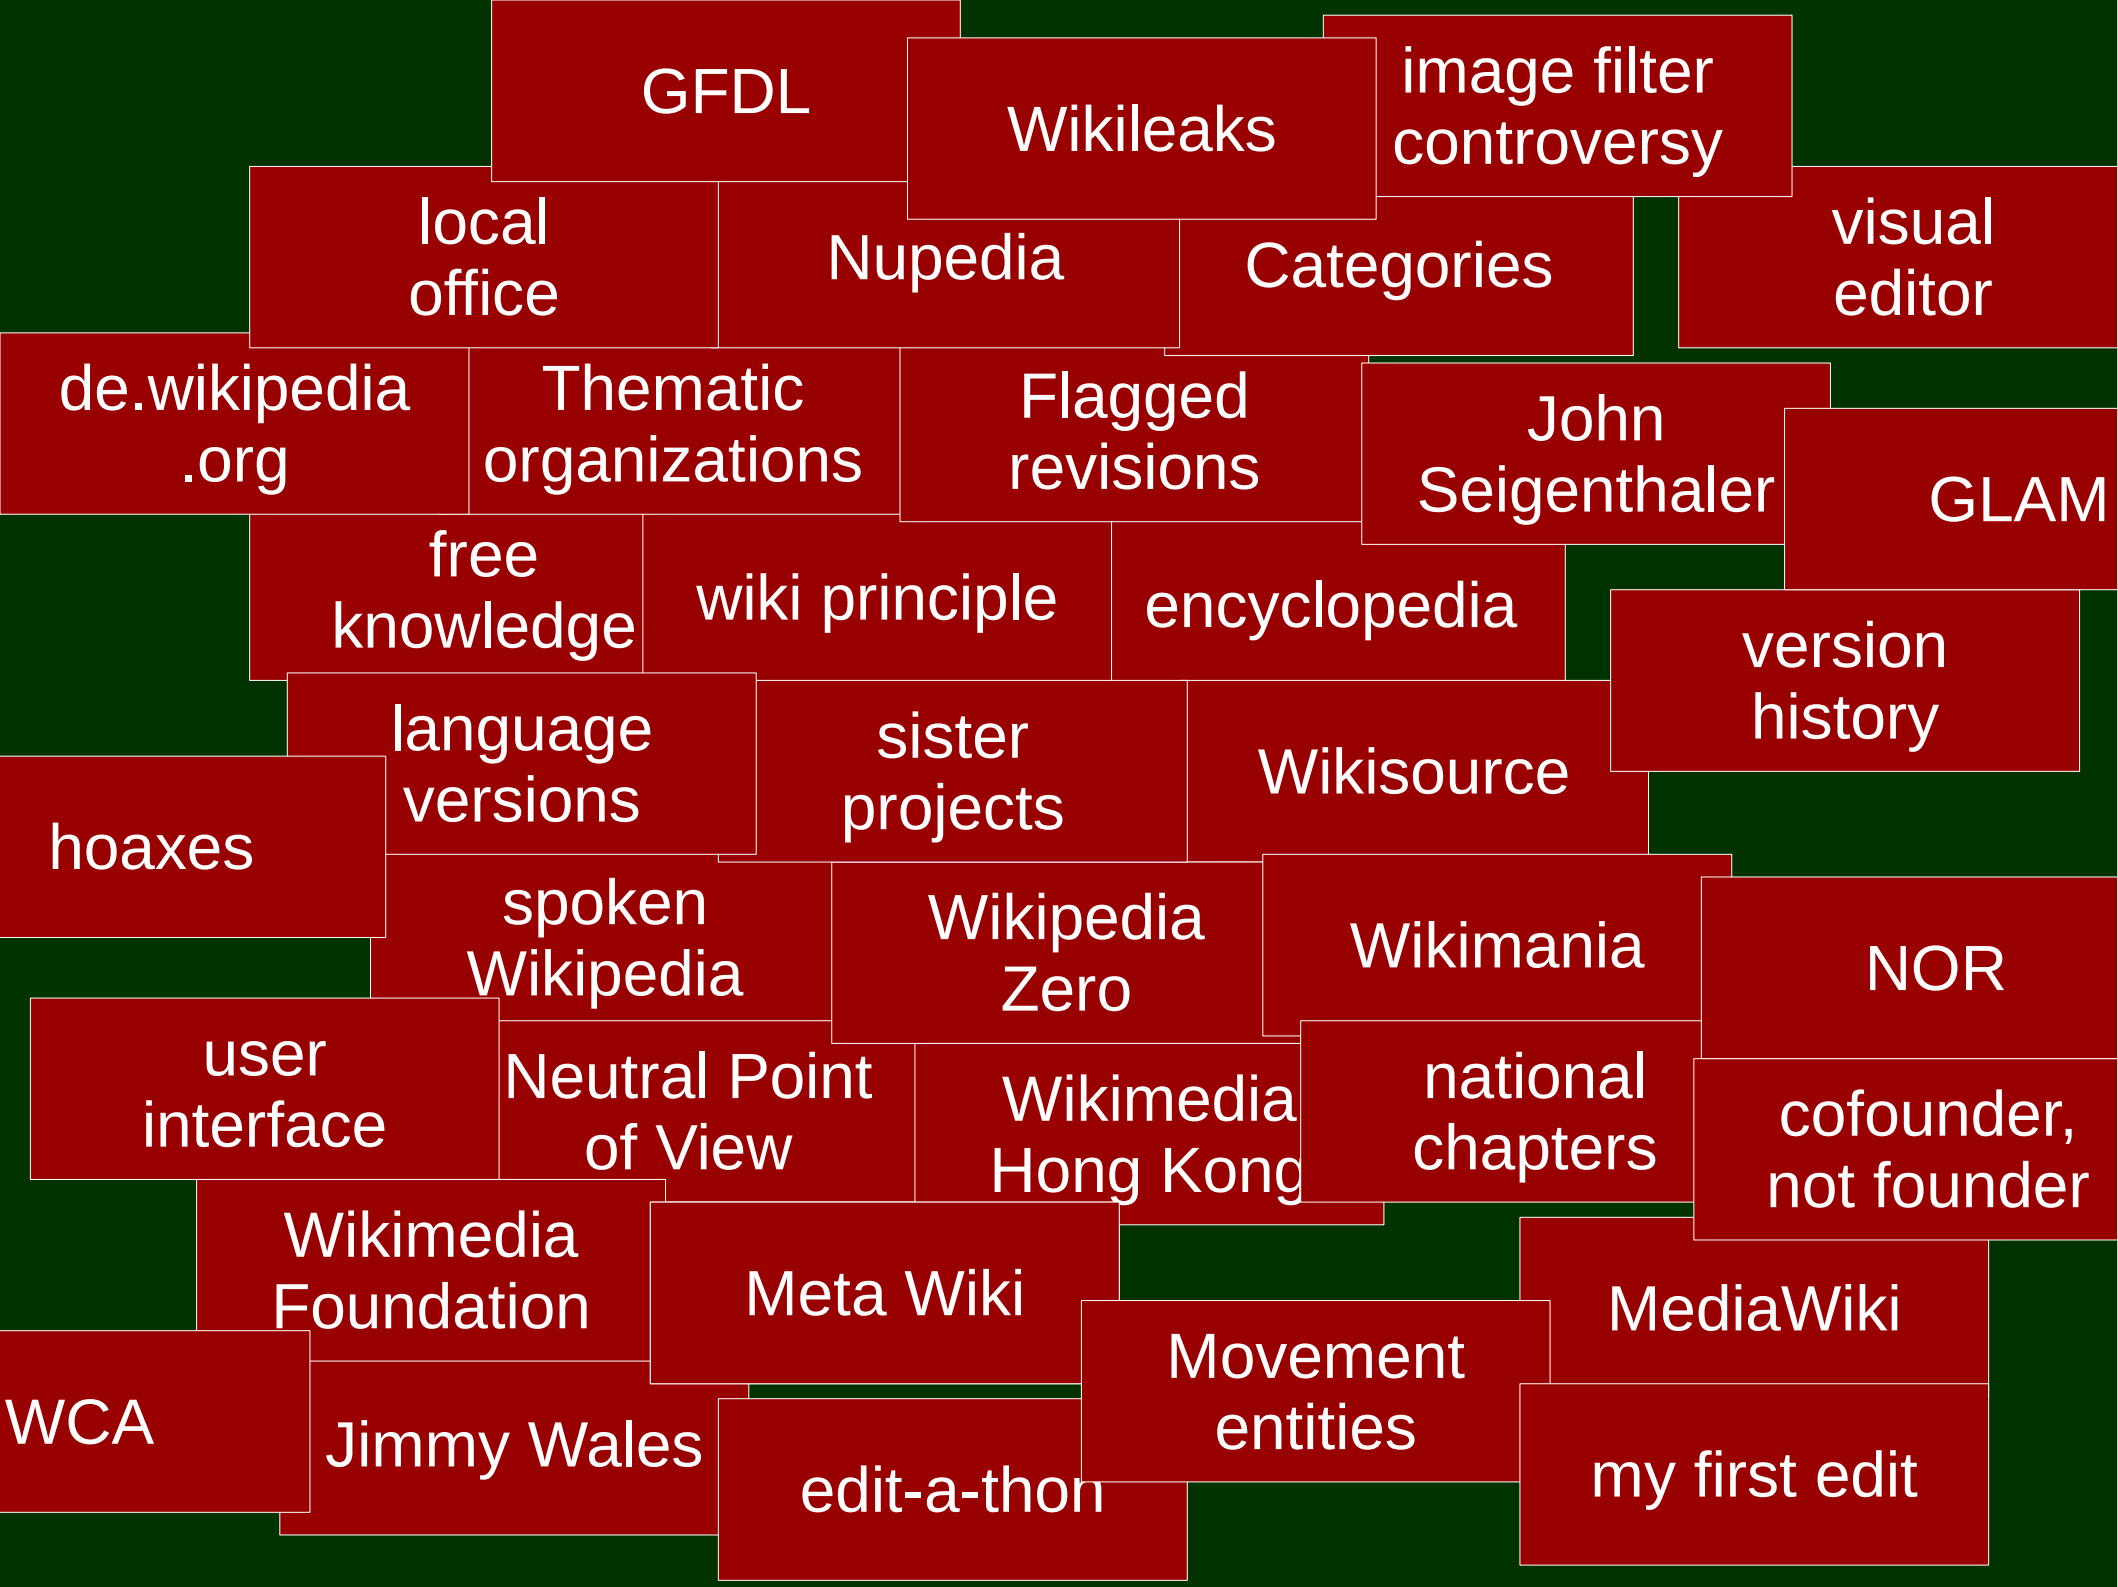 GFDL
Wikileaks
image filter
controversy
local
office
Nupedia
Categories
visual
editor
de.wikipedia
.org
Thematic
organizations
Flagged
revisions
John
Seigenthaler
GLAM
free
knowledge
wiki principle
encyclopedia
version
history
language
versions
sister
projects
Wikisource
hoaxes
spoken
Wikipedia
Wikipedia
Zero
Wikimania
NOR
user
interface
Neutral Point
of View
Wikimedia
Hong Kong
national
chapters
cofounder,
not founder
Wikimedia
Foundation
Meta Wiki
MediaWiki
Movement
entities
WCA
Jimmy Wales
edit-a-thon
my first edit